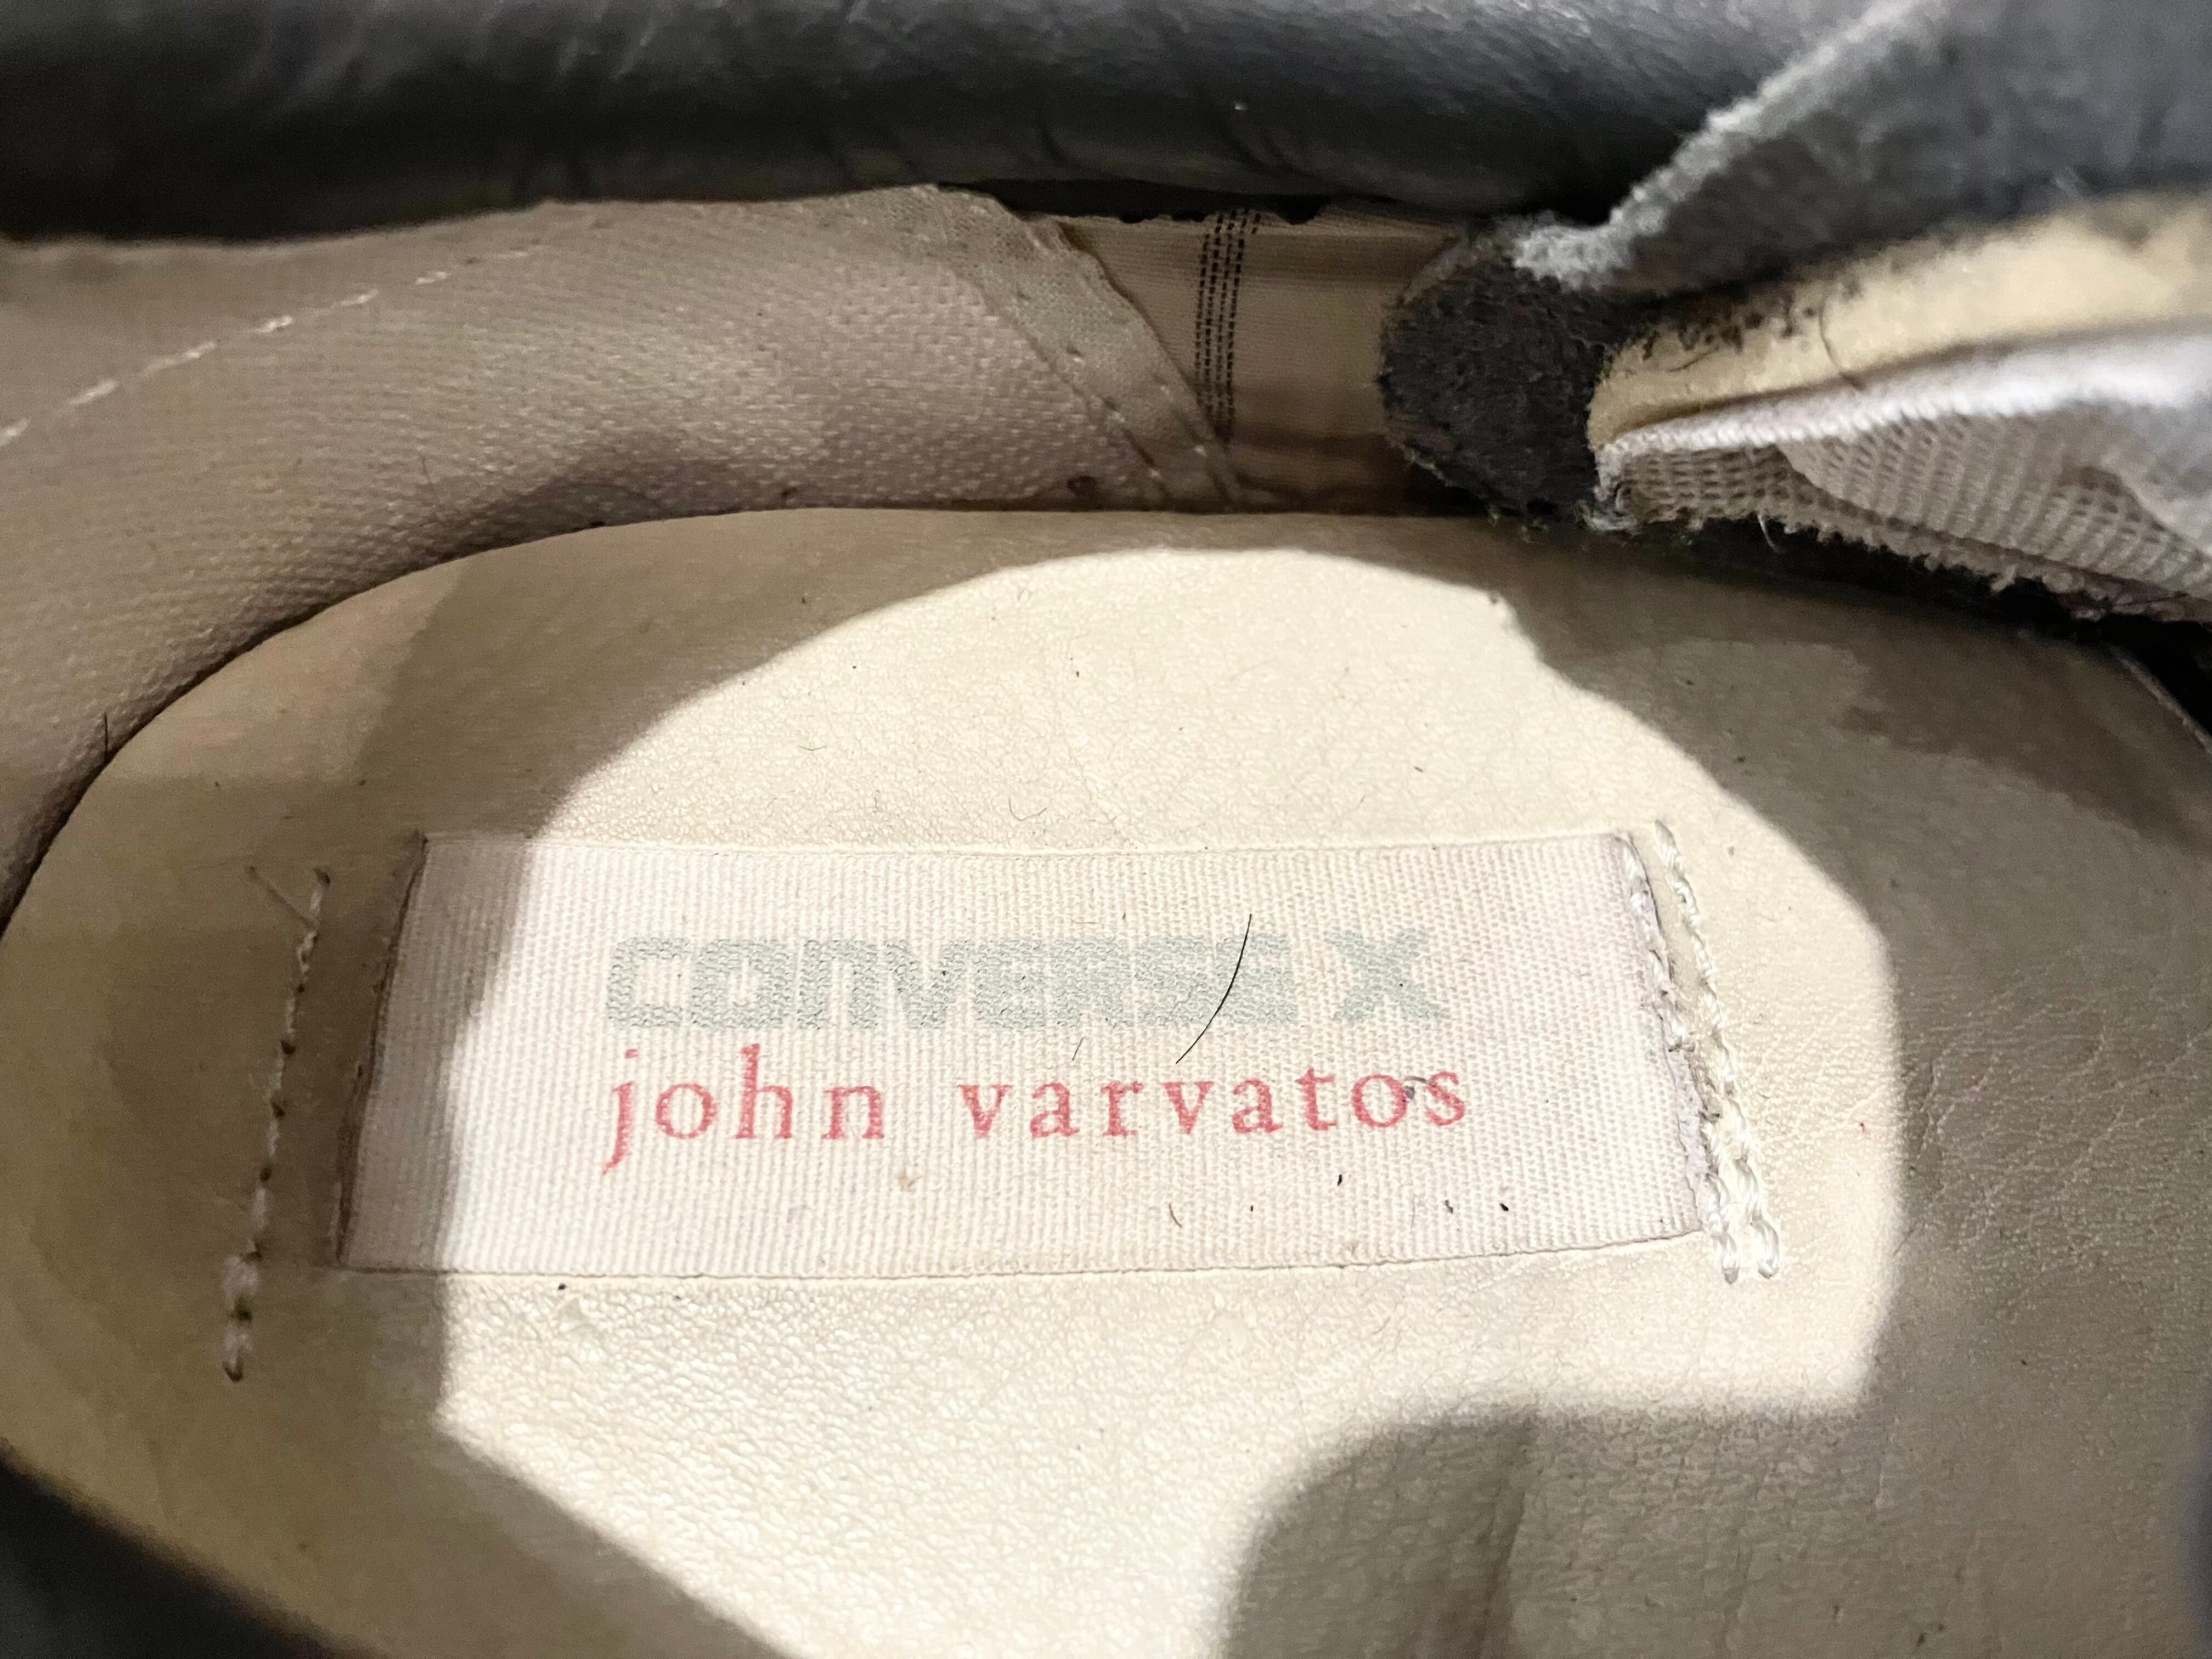 CONVERSE X
john varvatos